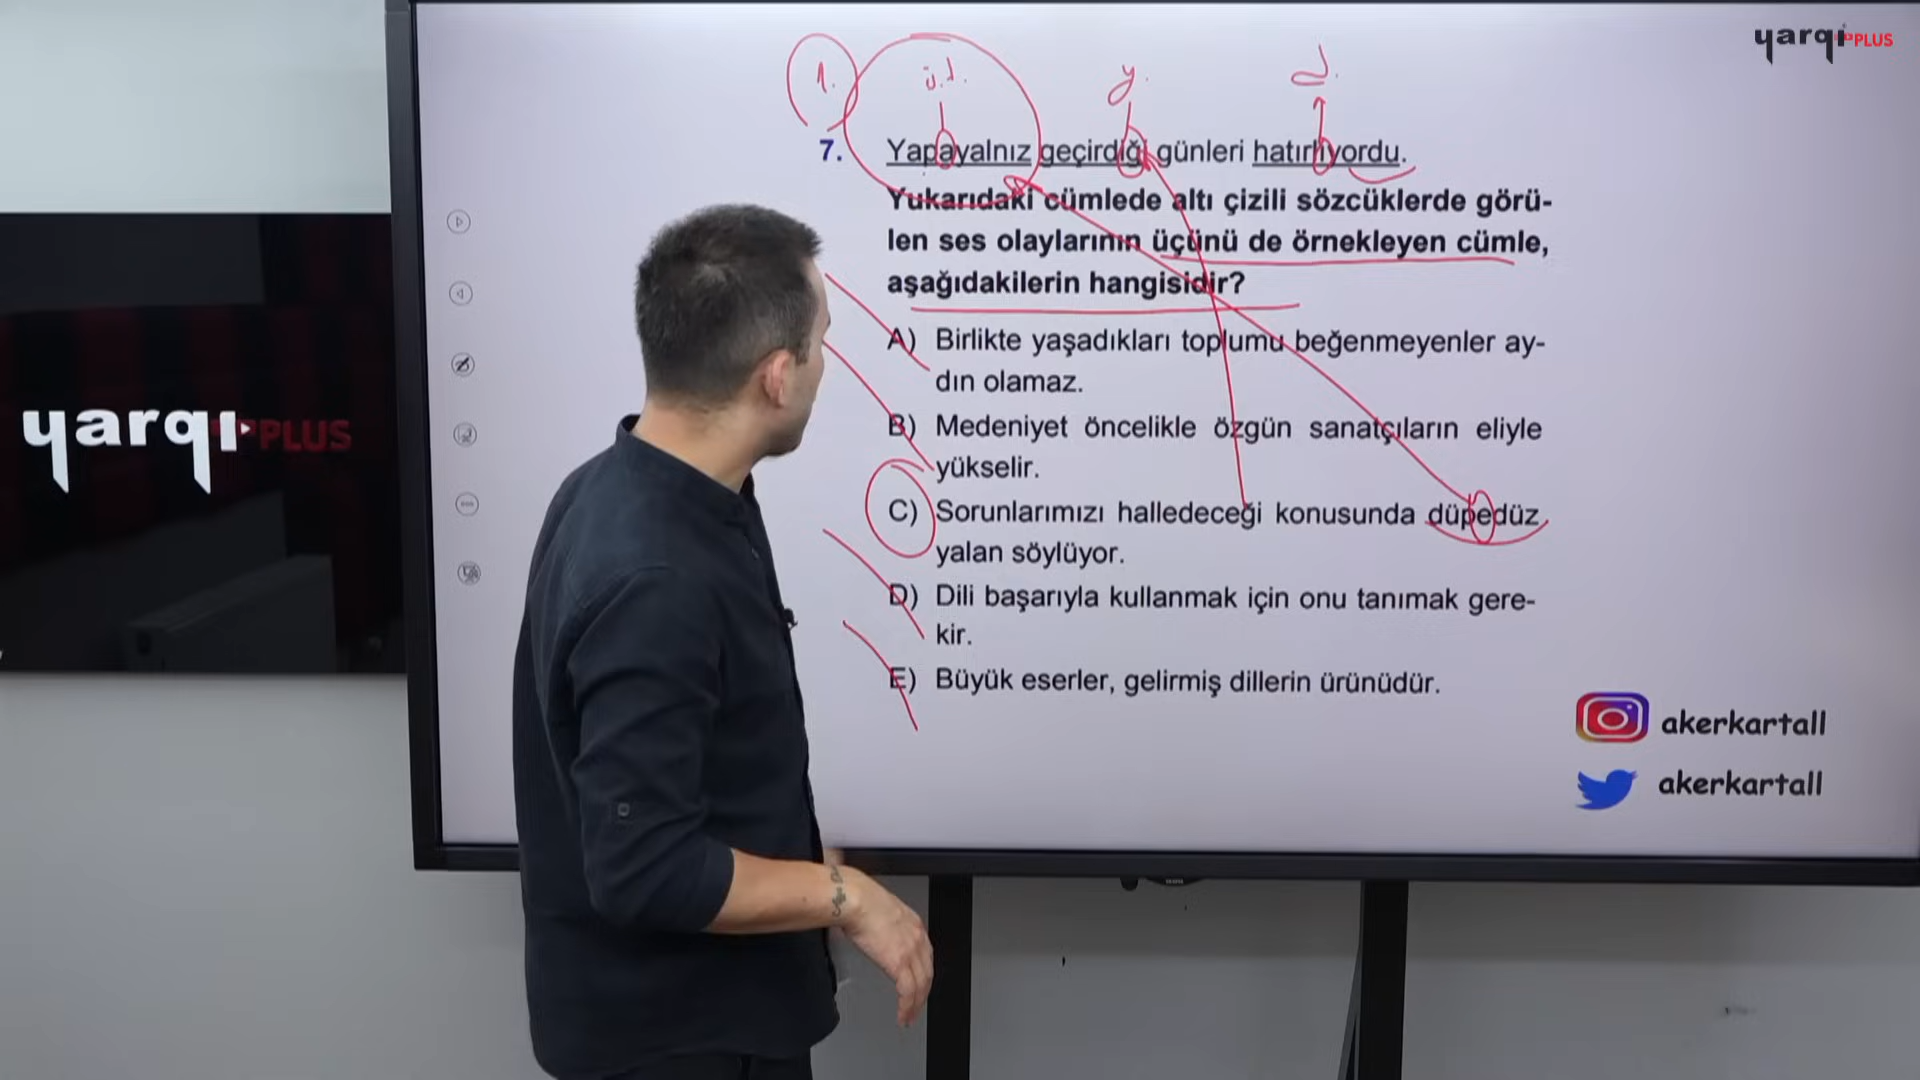 yarqı PLUS
1. ü.d. y. d.
7. Yapayalnız geçirdiği günleri hatırlıyordu.
Yukarıdaki cümlede altı çizili sözcüklerde görü-
len ses olaylarının üçünü de örnekleyen cümle,
aşağıdakilerin hangisidir?
A) Birlikte yaşadıkları toplumu beğenmeyenler ay-
dın olamaz.
B) Medeniyet öncelikle özgün sanatçıların eliyle
yükselir.
C) Sorunlarımızı halledeceği konusunda düpedüz
yalan söylüyor.
D) Dili başarıyla kullanmak için onu tanımak gere-
kir.
E) Büyük eserler, gelirmiş dillerin ürünüdür.
yarqı PLUS
akerkartall
akerkartall